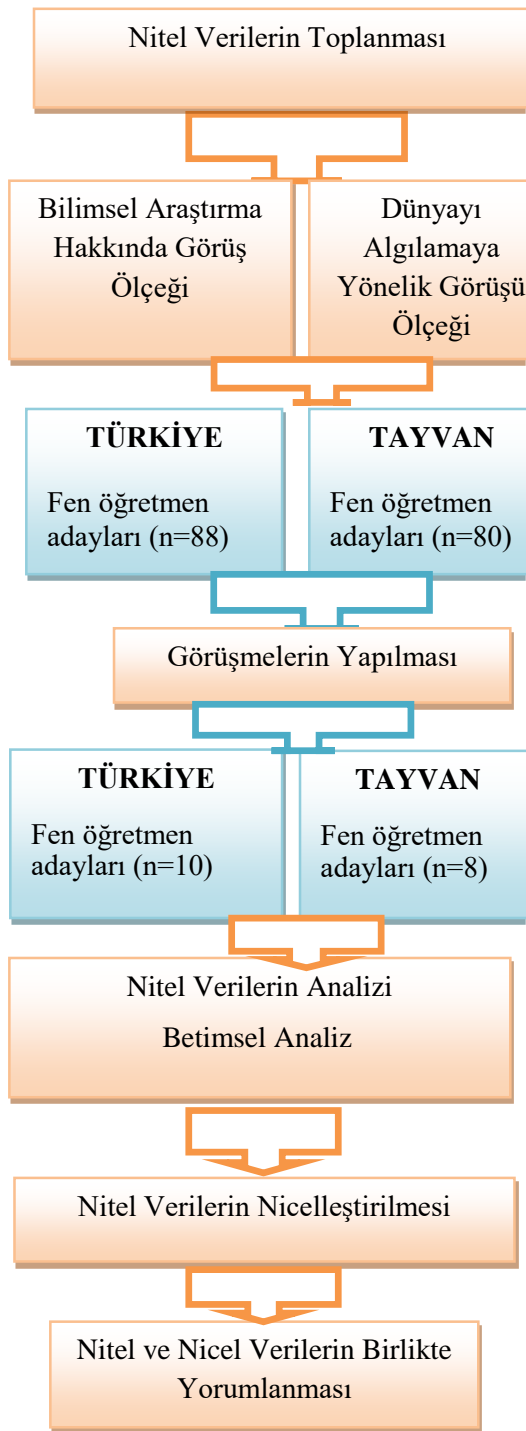 Nitel Verilerin Toplanması
Bilimsel Araştırma
Hakkında Görüş
Ölçeği
Dünyayı
Algılamaya
Yönelik Görüşü
Ölçeği
TÜRKİYE
Fen öğretmen
adayları (n=88)
TAYVAN
Fen öğretmen
adayları (n=80)
Görüşmelerin Yapılması
TÜRKİYE
Fen öğretmen
adayları (n=10)
TAYVAN
Fen öğretmen
adayları (n=8)
Nitel Verilerin Analizi
Betimsel Analiz
Nitel Verilerin Nicelleştirilmesi
Nitel ve Nicel Verilerin Birlikte
Yorumlanması